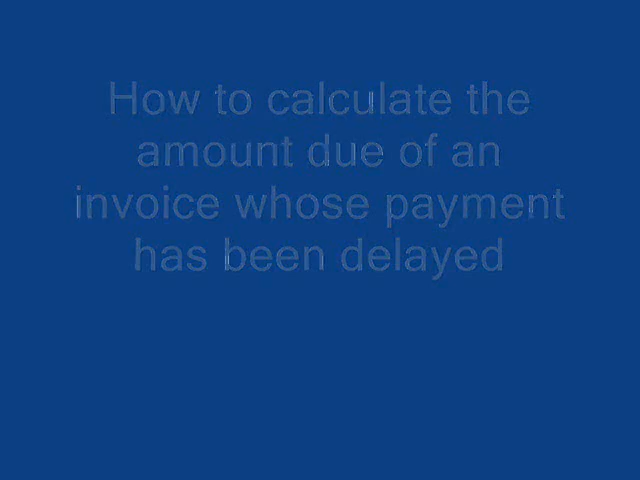 How to calculate the
amount due of an
invoice whose payment
has been delayed